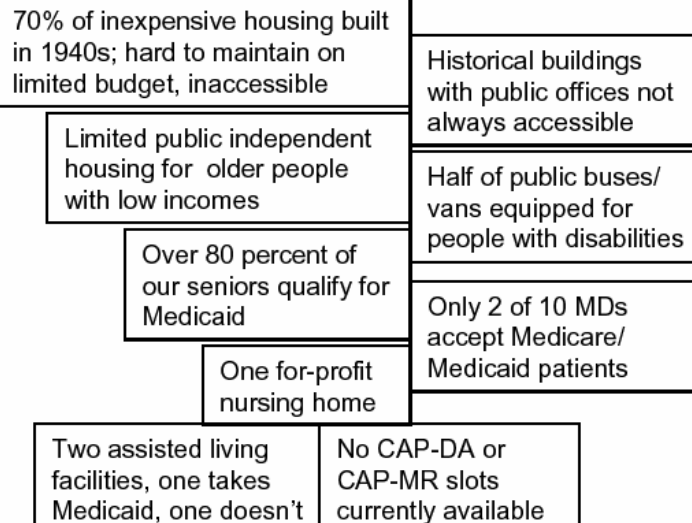 70% of inexpensive housing built
in 1940s; hard to maintain on
limited budget, inaccessible
Historical buildings
with public offices not
always accessible
Limited public independent
housing for older people
with low incomes
Half of public buses/
vans equipped for
people with disabilities
Over 80 percent of
our seniors qualify for
Medicaid
Only 2 of 10 MDs
accept Medicare/
Medicaid patients
One for-profit
nursing home
Two assisted living
facilities, one takes
Medicaid, one doesn’t
No CAP-DA or
CAP-MR slots
currently available